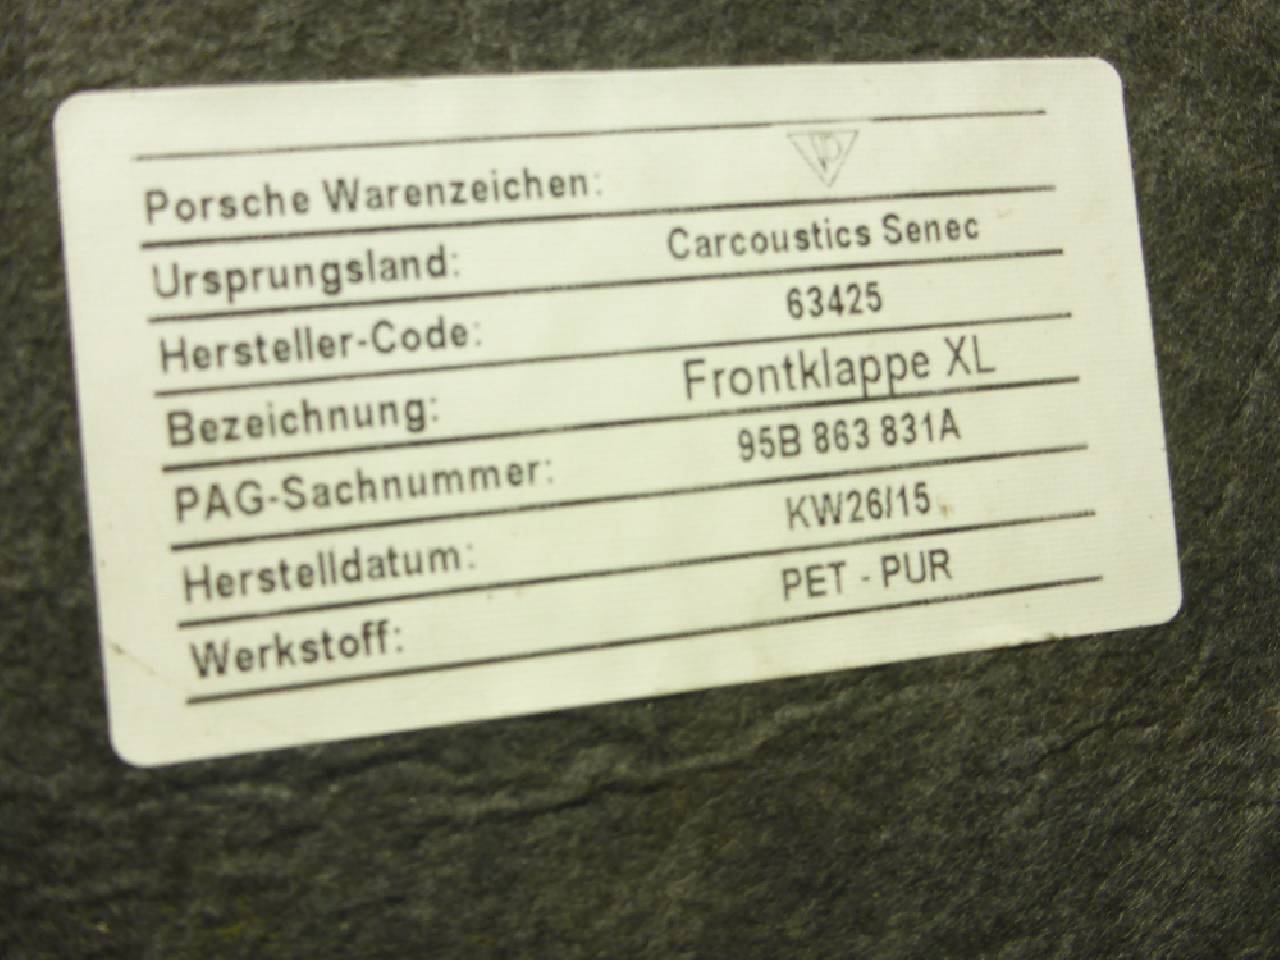 Porsche Warenzeichen:
Ursprungsland: Carcoustics Senec
Hersteller-Code: 63425
Bezeichnung: Frontklappe XL
PAG-Sachnummer: 95B 863 831A
Herstelldatum: KW26/15
Werkstoff: PET - PUR